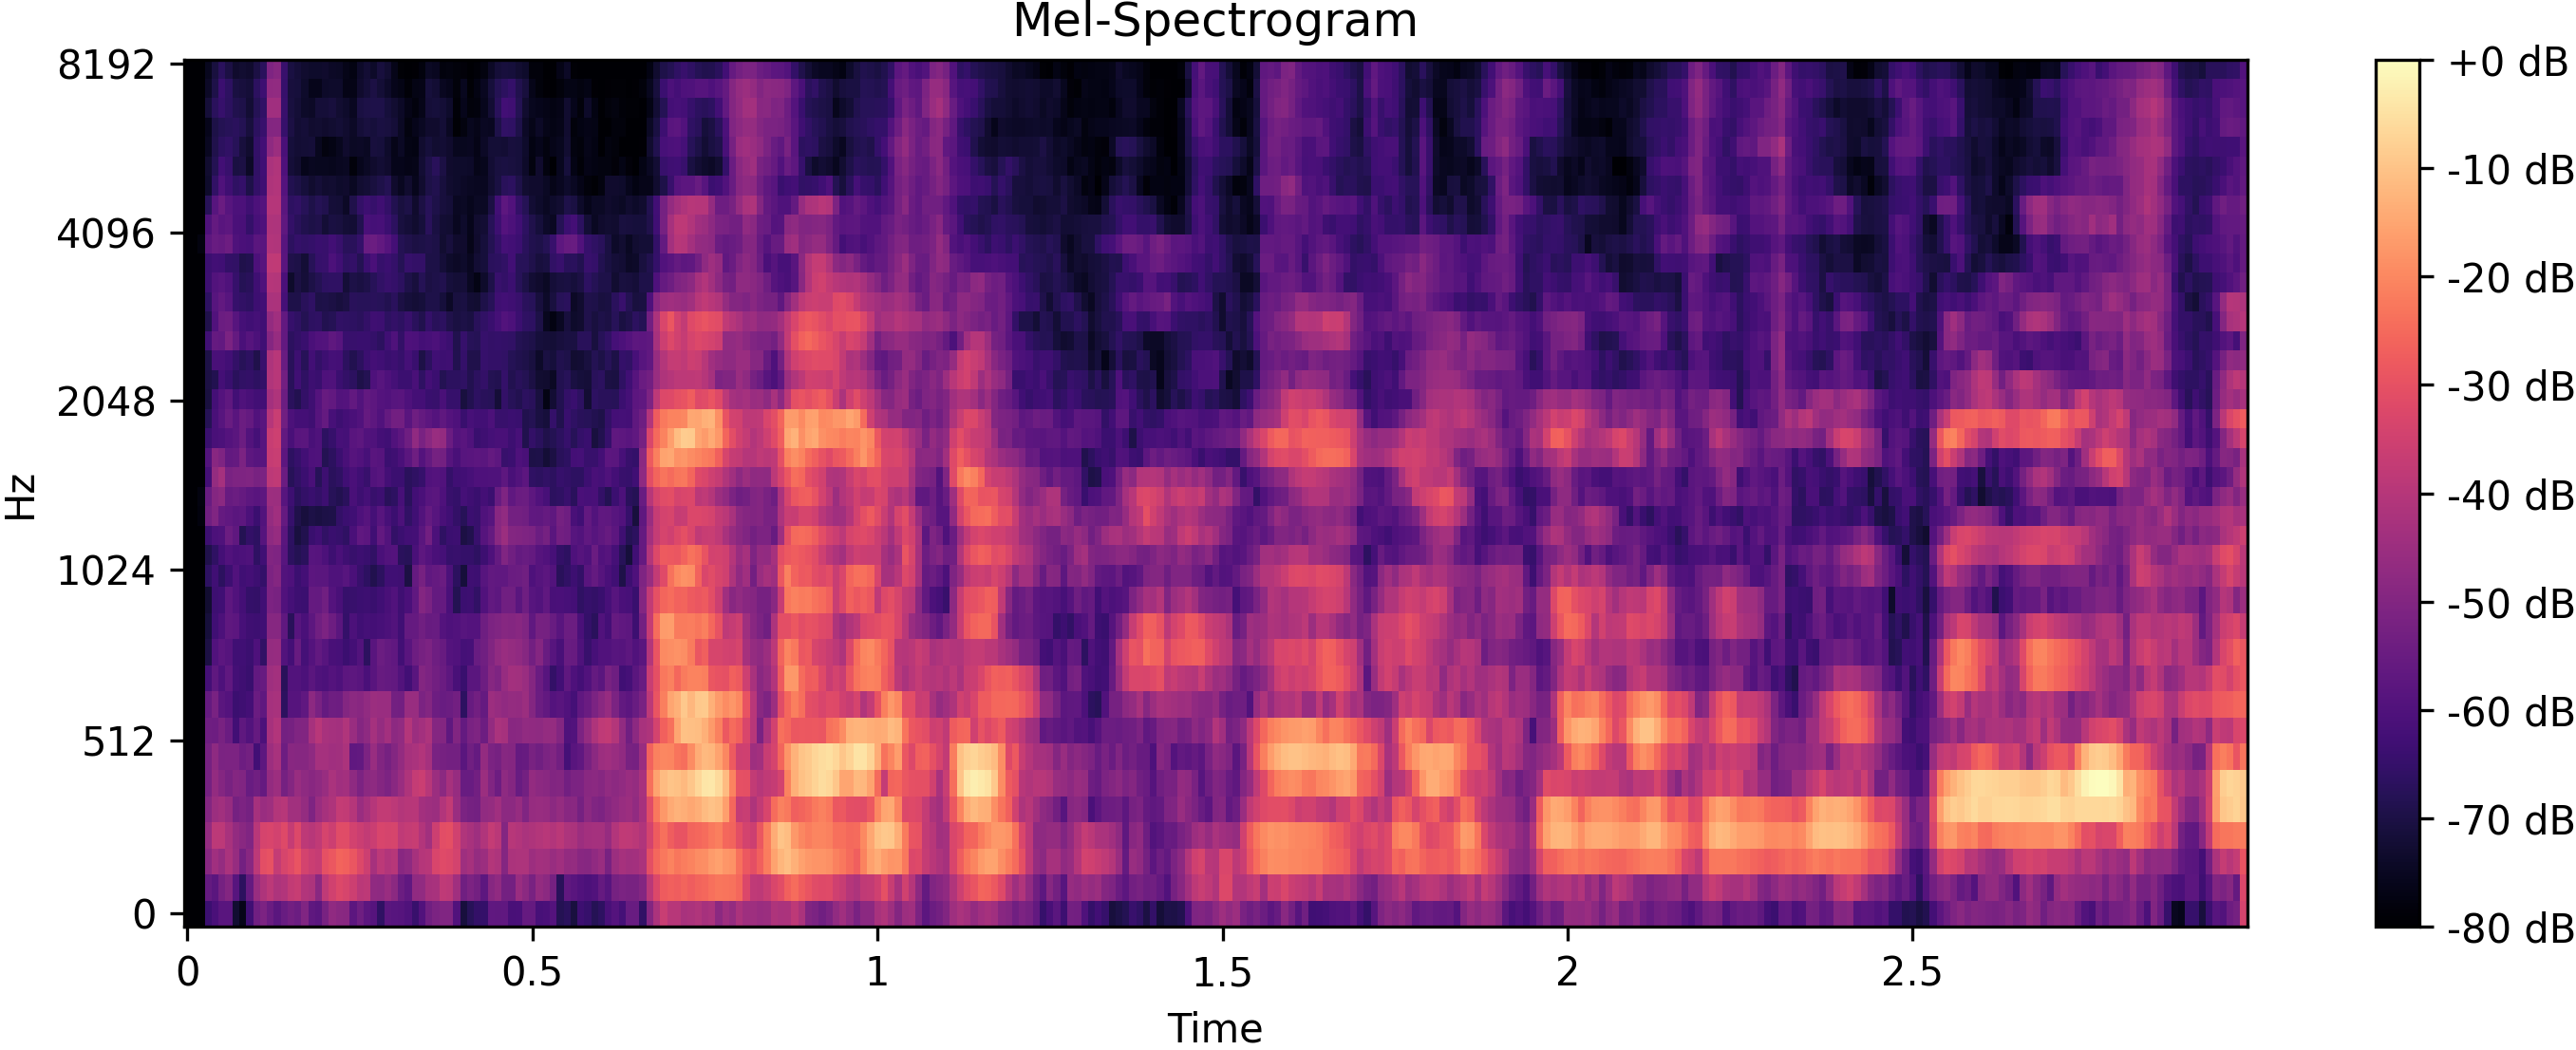 Mel-Spectrogram
8192
4096
2048
1024
512
0
Hz
0 0.5 1 1.5 2 2.5
Time
+0 dB
-10 dB
-20 dB
-30 dB
-40 dB
-50 dB
-60 dB
-70 dB
-80 dB